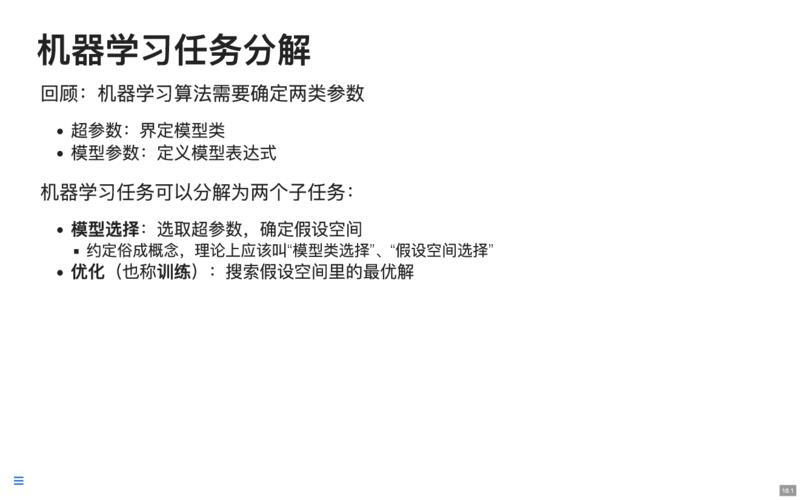 机器学习任务分解
回顾：机器学习算法需要确定两类参数
• 超参数：界定模型类
• 模型参数：定义模型表达式
机器学习任务可以分解为两个子任务：
• 模型选择：选取超参数，确定假设空间
▪ 约定俗成概念，理论上应该叫“模型类选择”、“假设空间选择”
• 优化（也称训练）：搜索假设空间里的最优解
18.1